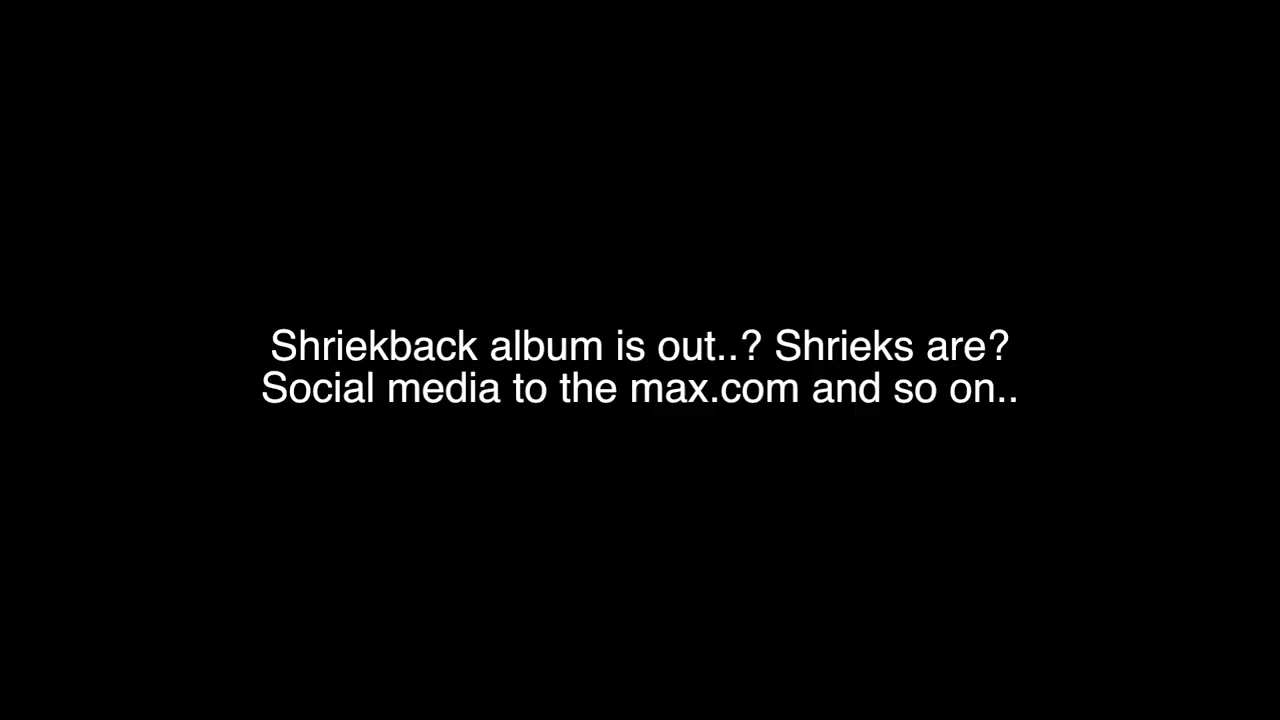 Shriekback album is out..? Shrieks are?
Social media to the max.com and so on..